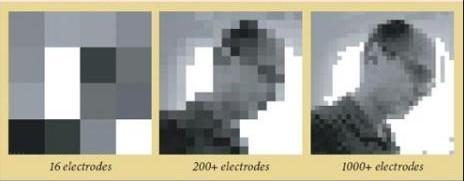 16 electrodes
200+ electrodes
1000+ electrodes